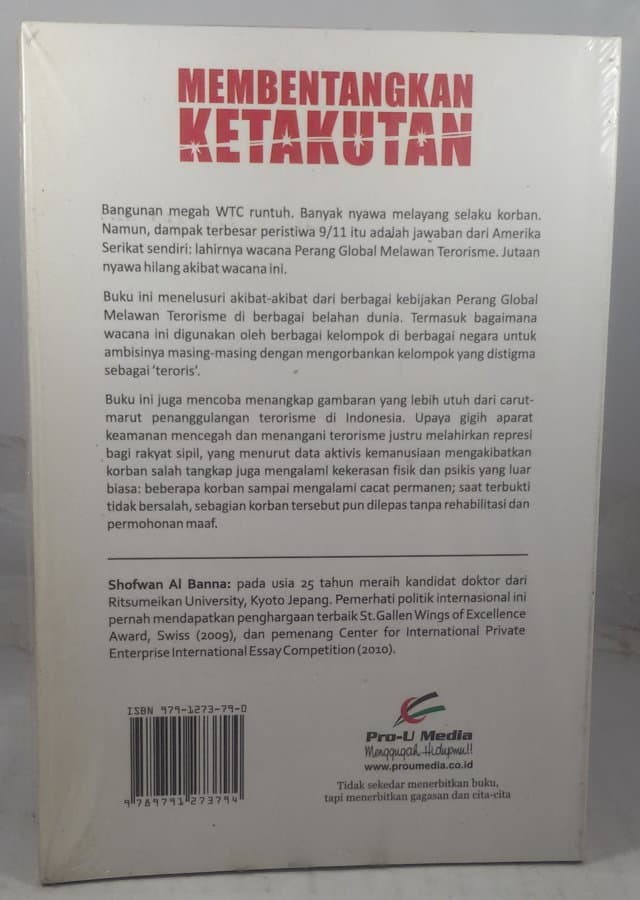 MEMBENTANGKAN
KETAKUTAN
Bangunan megah WTC runtuh. Banyak nyawa melayang selaku korban.
Namun, dampak terbesar peristiwa 9/11 itu adalah jawaban dari Amerika
Serikat sendiri: lahirnya wacana Perang Global Melawan Terorisme. Jutaan
nyawa hilang akibat wacana ini.
Buku ini menelusuri akibat-akibat dari berbagai kebijakan Perang Global
Melawan Terorisme di berbagai belahan dunia. Termasuk bagaimana
wacana ini digunakan oleh berbagai kelompok di berbagai negara untuk
ambisinya masing-masing dengan mengorbankan kelompok yang distigma
sebagai ‘teroris’.
Buku ini juga mencoba menangkap gambaran yang lebih utuh dari carut-
marut penanggulangan terorisme di Indonesia. Upaya gigih aparat
keamanan mencegah dan menangani terorisme justru melahirkan represi
bagi rakyat sipil, yang menurut data aktivis kemanusiaan mengakibatkan
korban salah tangkap juga mengalamI kekerasan fisik dan psikis yang luar
biasa: beberapa korban sampai mengalami cacat permanen; saat terbukti
tidak bersalah, sebagian korban tersebut pun dilepas tanpa rehabilitasi dan
permohonan maaf.
Shofwan Al Banna: pada usia 25 tahun meraih kandidat doktor dari
Ritsumeikan University, Kyoto Jepang. Pemerhati politik internasional ini
pernah mendapatkan penghargaan terbaik St.Gallen Wings of Excellence
Award, Swiss (2009), dan pemenang Center for International Private
Enterprise International Essay Competition (2010).
ISBN 979-1273-79-0
9 789791 273794
Pro-U Media
Menggugah Hidupmu!!
www.proumedia.co.id
Tidak sekedar menerbitkan buku,
tapi menerbitkan gagasan dan cita-cita